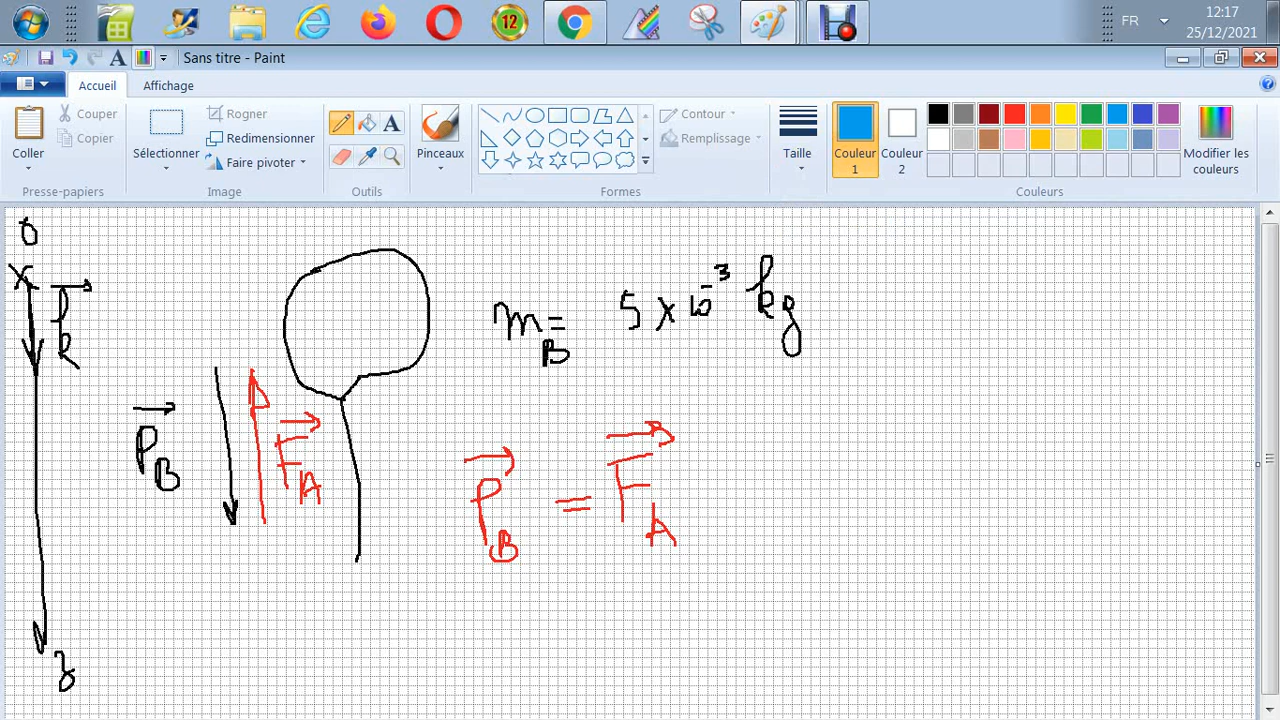 12
FR
12:17
25/12/2021
Sans titre - Paint
Accueil
Affichage
Coller
Couper
Copier
Presse-papiers
Sélectionner
Rogner
Redimensionner
Faire pivoter
Image
Outils
Pinceaux
Contour
Remplissage
Formes
Taille
Couleur 1
Couleur 2
Modifier les couleurs
Couleurs
O
k
z
P_B
F_A
m_B = 5 x 10^-3 kg
P_B = F_A